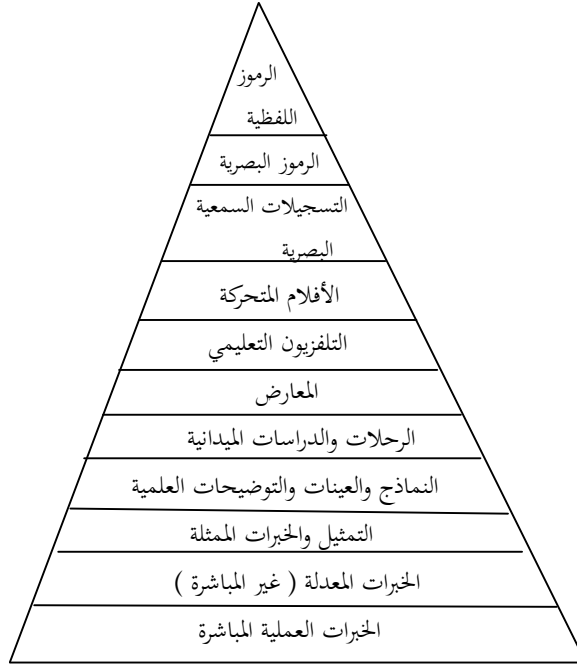 الرموز
اللفظية
الرموز البصرية
التسجيلات السمعية
البصرية
الأفلام المتحركة
التلفزيون التعليمي
المعارض
الرحلات والدراسات الميدانية
النماذج والعينات والتوضيحات العلمية
التمثيل والخبرات الممثلة
الخبرات المعدلة ( غير المباشرة )
الخبرات العملية المباشرة